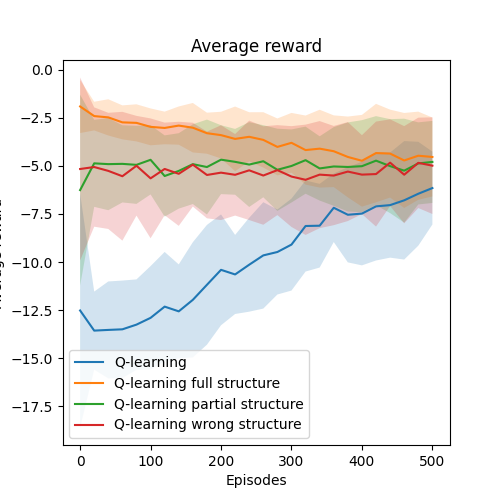 Average reward
0.0
−2.5
−5.0
−7.5
−10.0
−12.5
−15.0
−17.5
Q-learning
Q-learning full structure
Q-learning partial structure
Q-learning wrong structure
0 100 200 300 400 500
Episodes